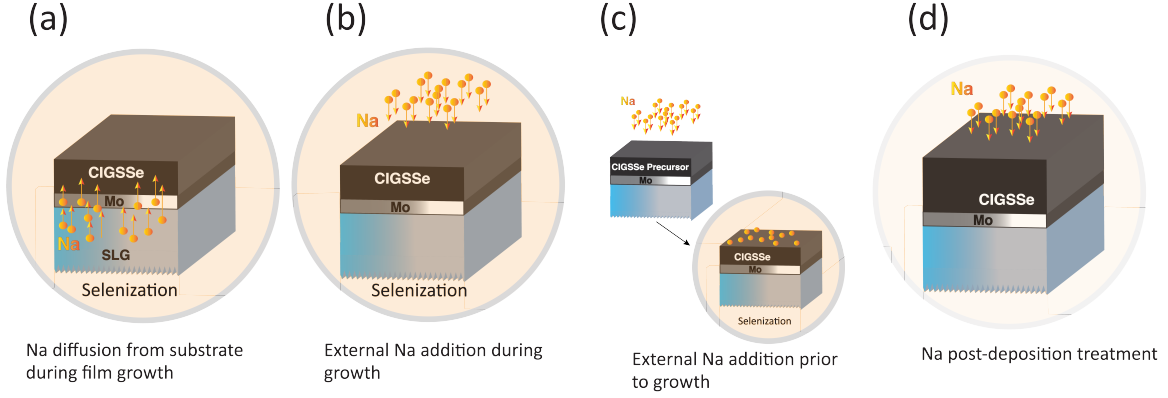 (a)
CIGSSe
Mo
Na
SLG
Selenization
Na diffusion from substrate
during film growth
(b)
Na
CIGSSe
Mo
Selenization
External Na addition during
growth
(c)
Na
CIGSSe Precursor
Mo
CIGSSe
Mo
Selenization
External Na addition prior
to growth
(d)
Na
CIGSSe
Mo
Na post-deposition treatment